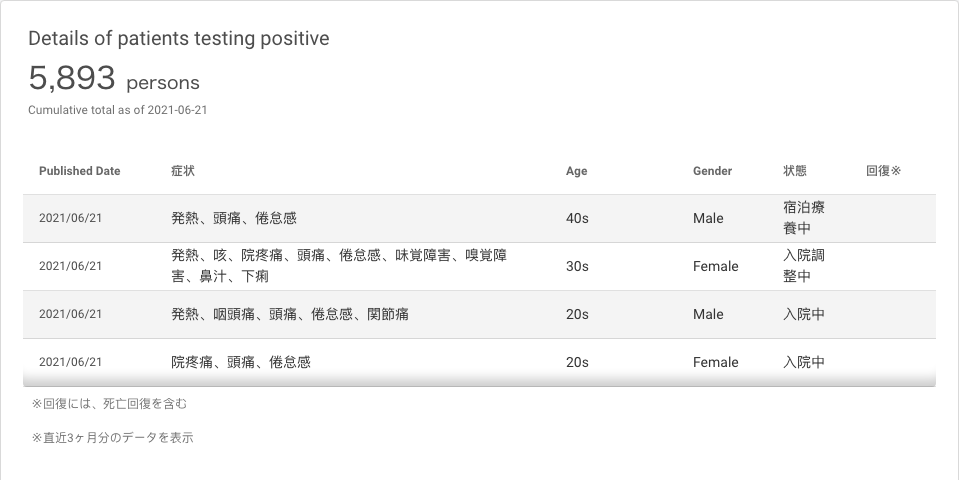 Details of patients testing positive
5,893 persons
Cumulative total as of 2021-06-21
Published Date 症状 Age Gender 状態 回復※
2021/06/21 発熱、頭痛、倦怠感 40s Male 宿泊療
養中
2021/06/21 発熱、咳、院疼痛、頭痛、倦怠感、味覚障害、嗅覚障 30s Female 入院調
害、鼻汁、下痢 整中
2021/06/21 発熱、咽頭痛、頭痛、倦怠感、関節痛 20s Male 入院中
2021/06/21 院疼痛、頭痛、倦怠感 20s Female 入院中
※回復には、死亡回復を含む
※直近3ヶ月分のデータを表示